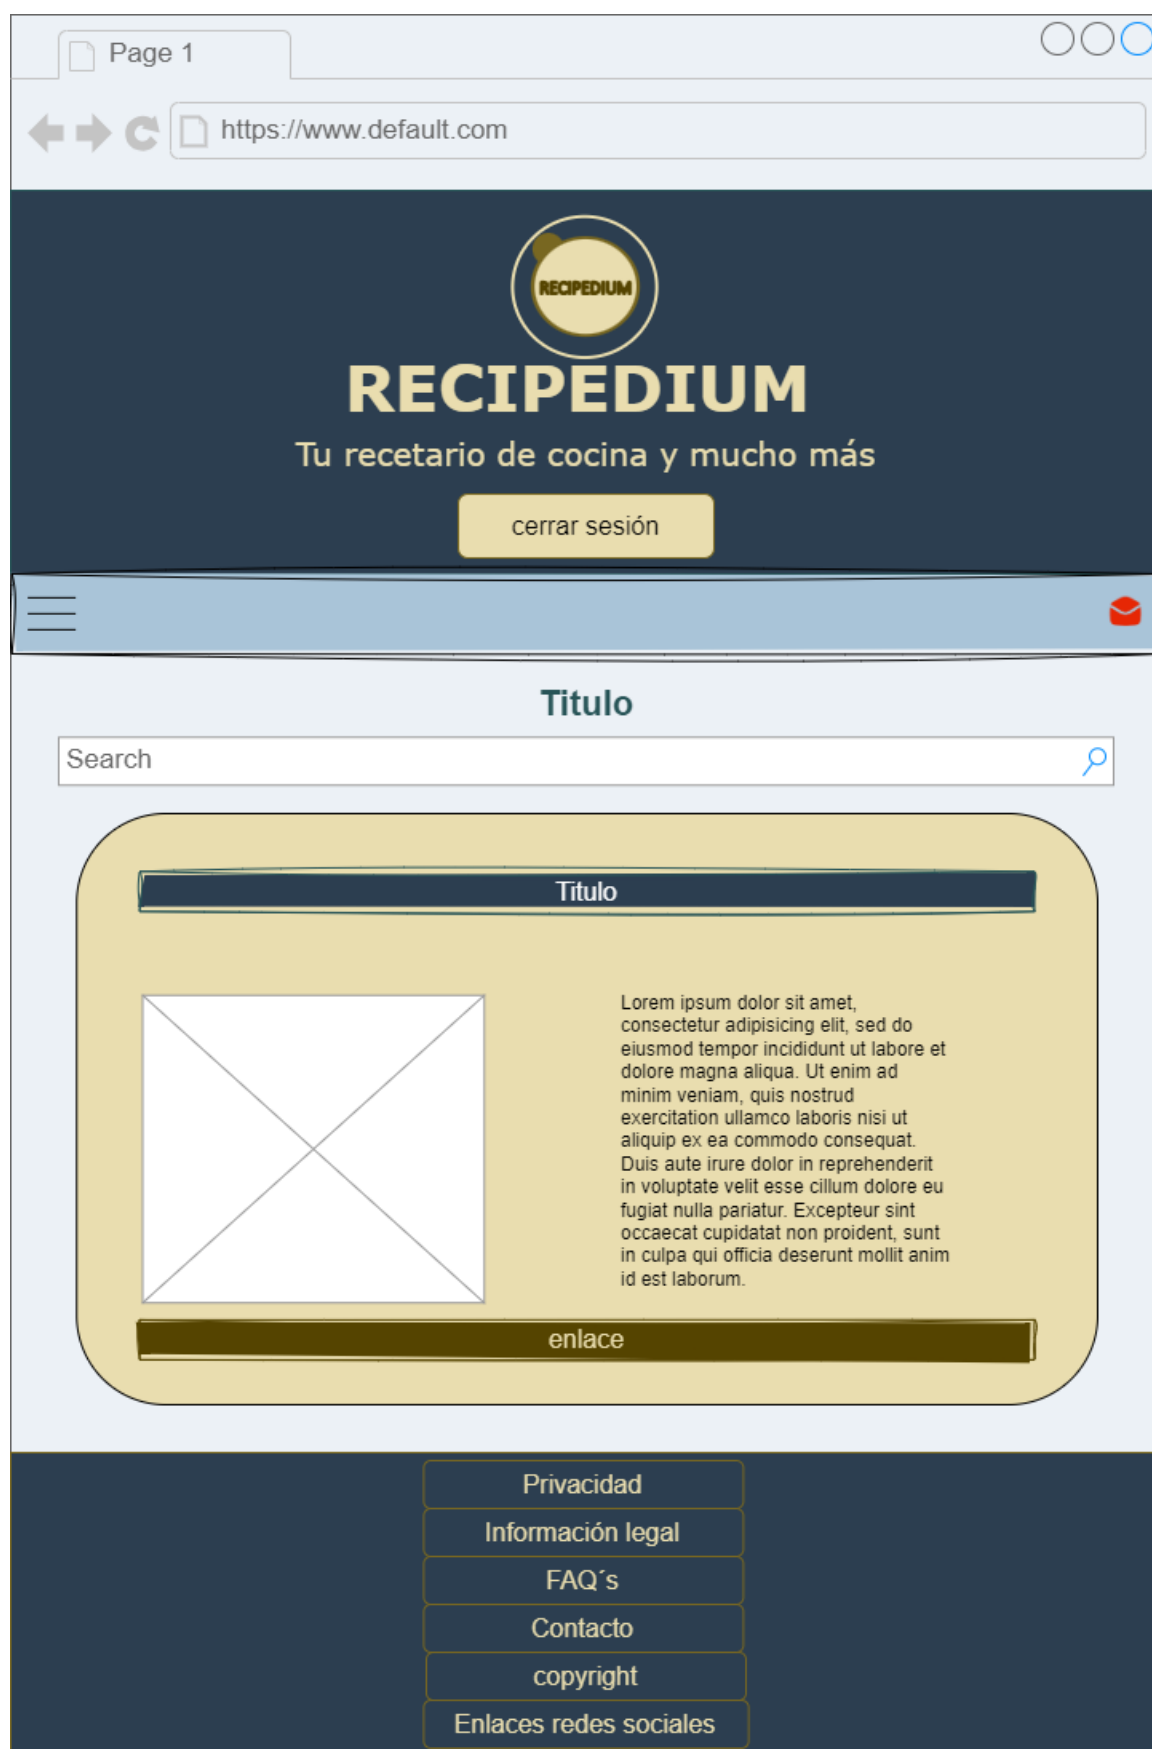 Page 1
https://www.default.com
RECIPEDIUM
RECIPEDIUM
Tu recetario de cocina y mucho más
cerrar sesión
Titulo
Search
Titulo
Lorem ipsum dolor sit amet,
consectetur adipisicing elit, sed do
eiusmod tempor incididunt ut labore et
dolore magna aliqua. Ut enim ad
minim veniam, quis nostrud
exercitation ullamco laboris nisi ut
aliquip ex ea commodo consequat.
Duis aute irure dolor in reprehenderit
in voluptate velit esse cillum dolore eu
fugiat nulla pariatur. Excepteur sint
occaecat cupidatat non proident, sunt
in culpa qui officia deserunt mollit anim
id est laborum.
enlace
Privacidad
Información legal
FAQ´s
Contacto
copyright
Enlaces redes sociales